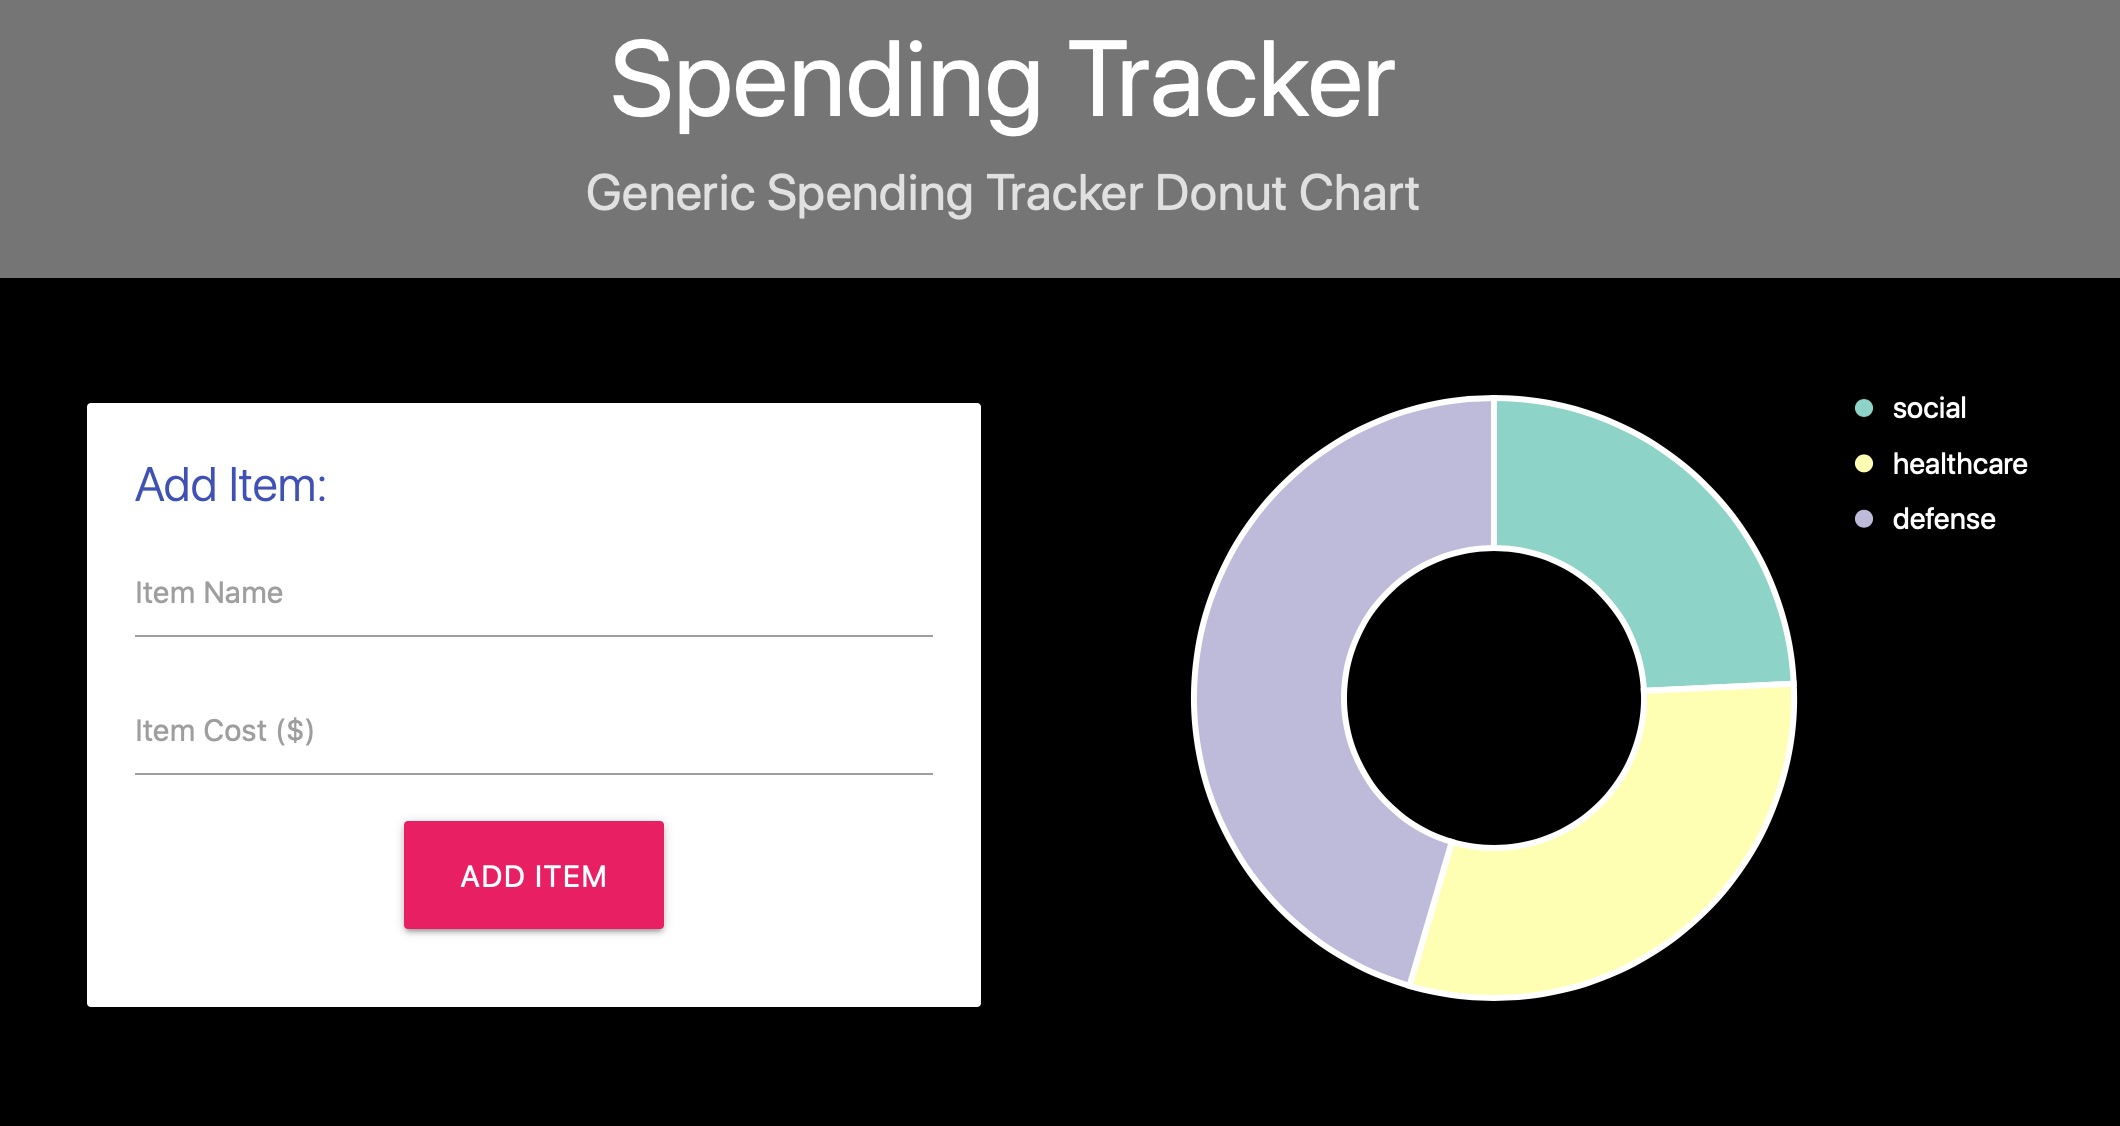 Spending Tracker
Generic Spending Tracker Donut Chart
Add Item:
Item Name
Item Cost ($)
ADD ITEM
social
healthcare
defense